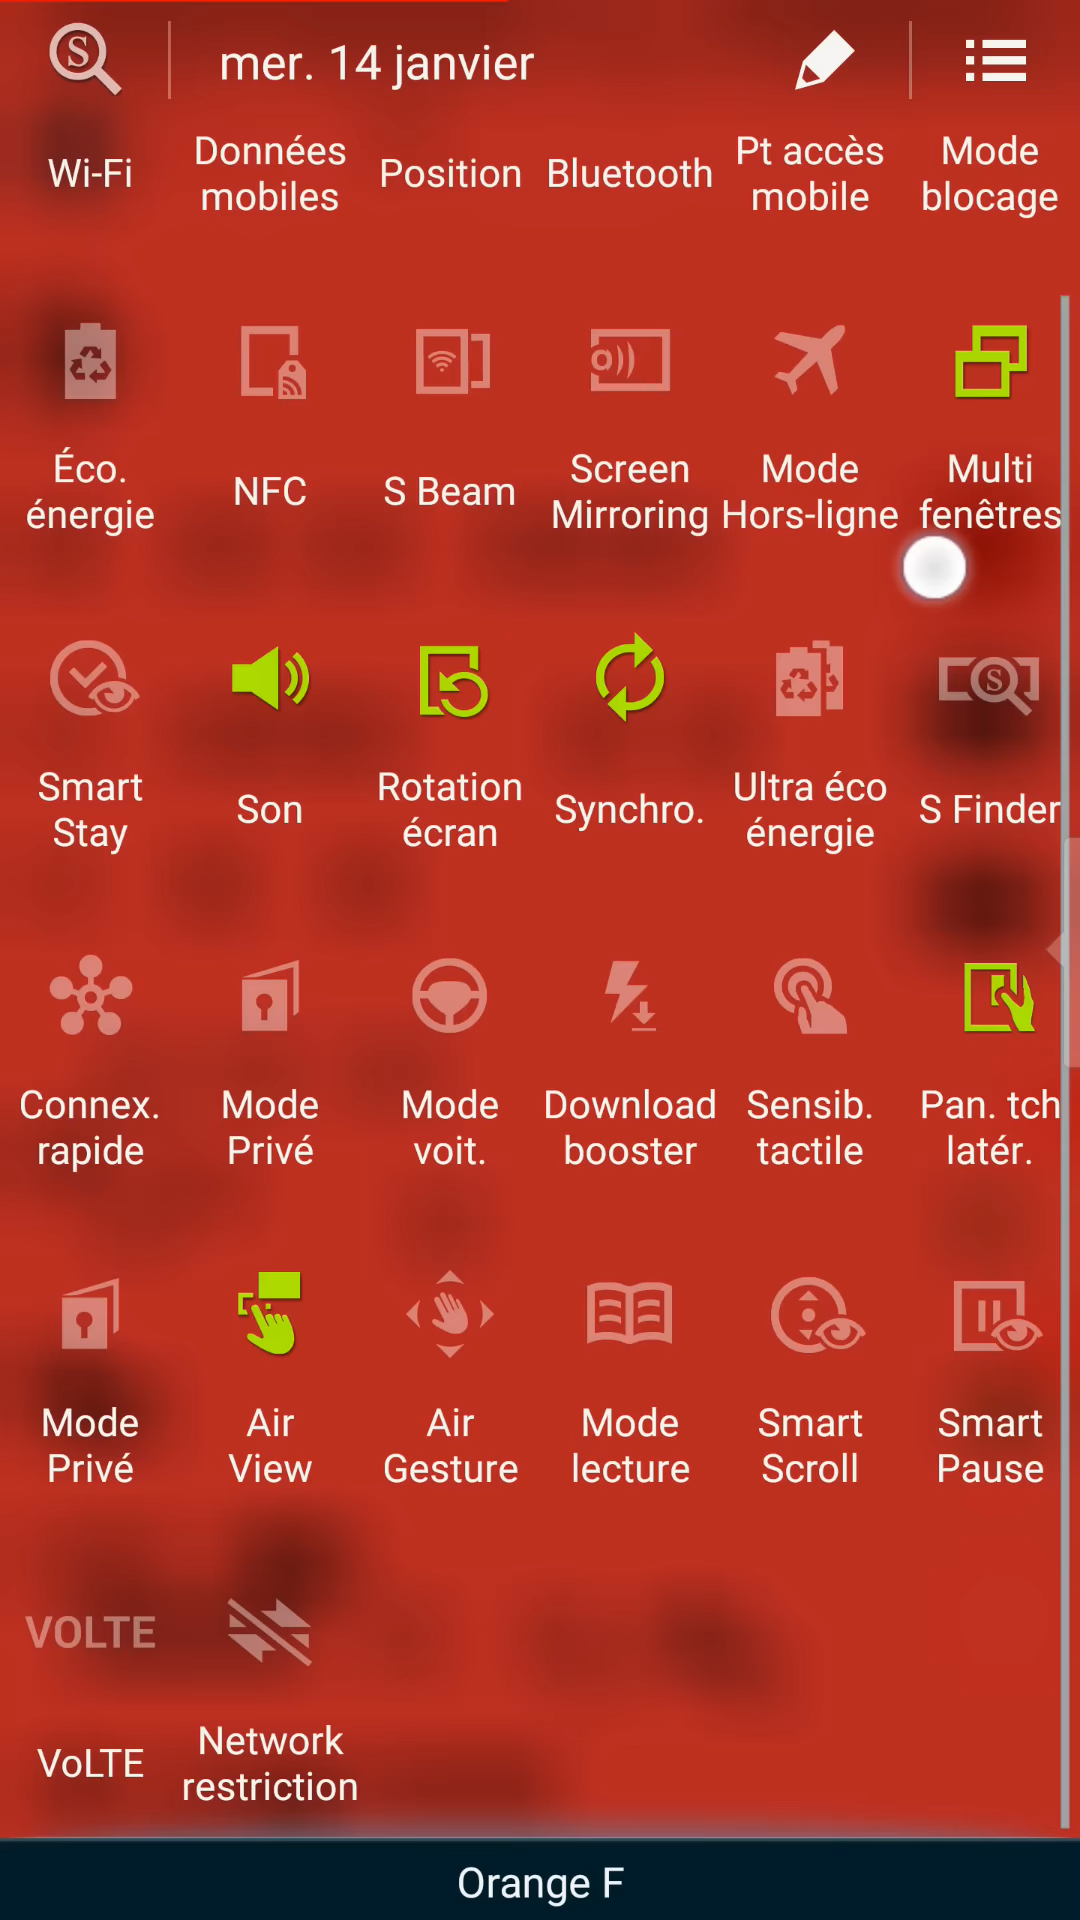 mer. 14 janvier
Wi-Fi
Données
mobiles
Position
Bluetooth
Pt accès
mobile
Mode
blocage
Éco.
énergie
NFC
S Beam
Screen
Mirroring
Mode
Hors-ligne
Multi
fenêtres
Smart
Stay
Son
Rotation
écran
Synchro.
Ultra éco
énergie
S Finder
Connex.
rapide
Mode
Privé
Mode
voit.
Download
booster
Sensib.
tactile
Pan. tch
latér.
Mode
Privé
Air
View
Air
Gesture
Mode
lecture
Smart
Scroll
Smart
Pause
VOLTE
VoLTE
Network
restriction
Orange F